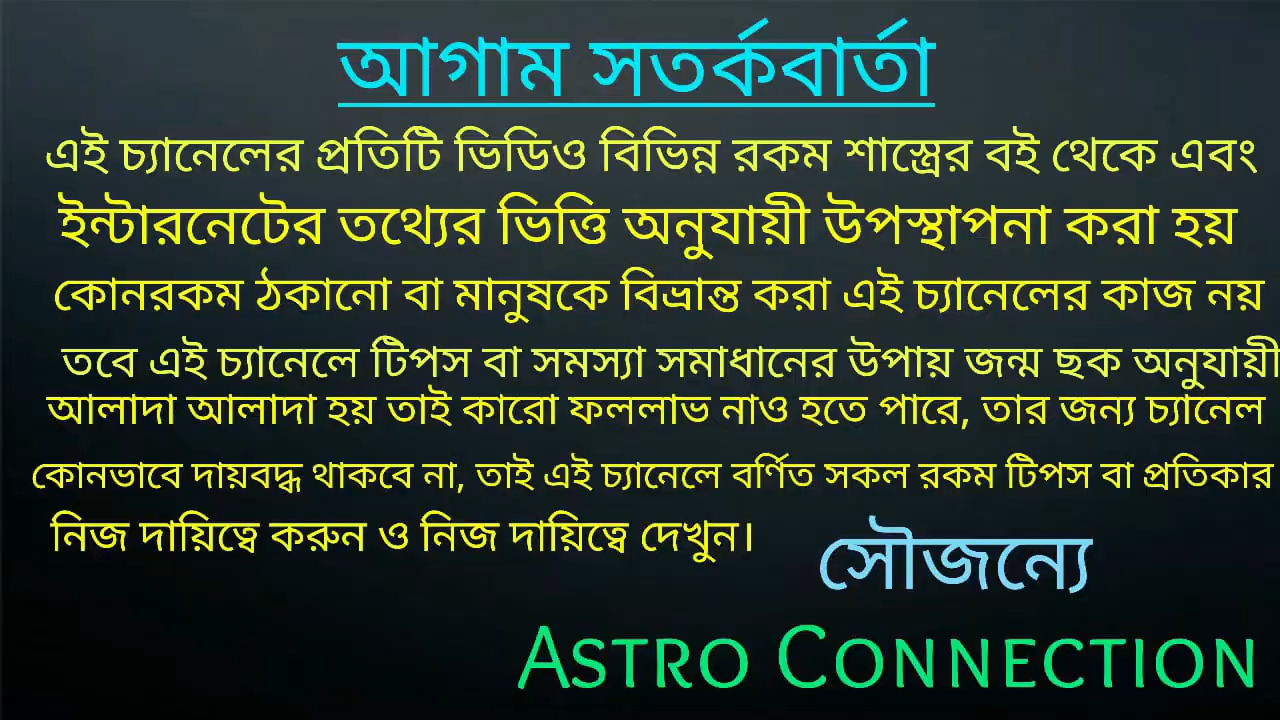 আগাম সতর্কবার্তা
এই চ্যানেলের প্রতিটি ভিডিও বিভিন্ন রকম শাস্ত্রের বই থেকে এবং
ইন্টারনেটের তথ্যের ভিত্তি অনুযায়ী উপস্থাপনা করা হয়
কোনরকম ঠকানো বা মানুষকে বিভ্রান্ত করা এই চ্যানেলের কাজ নয়
তবে এই চ্যানেলে টিপস বা সমস্যা সমাধানের উপায় জন্ম ছক অনুযায়ী
আলাদা আলাদা হয় তাই কারো ফললাভ নাও হতে পারে, তার জন্য চ্যানেল
কোনভাবে দায়বদ্ধ থাকবে না, তাই এই চ্যানেলে বর্ণিত সকল রকম টিপস বা প্রতিকার
নিজ দায়িত্বে করুন ও নিজ দায়িত্বে দেখুন।
সৌজন্যে
ASTRO CONNECTION